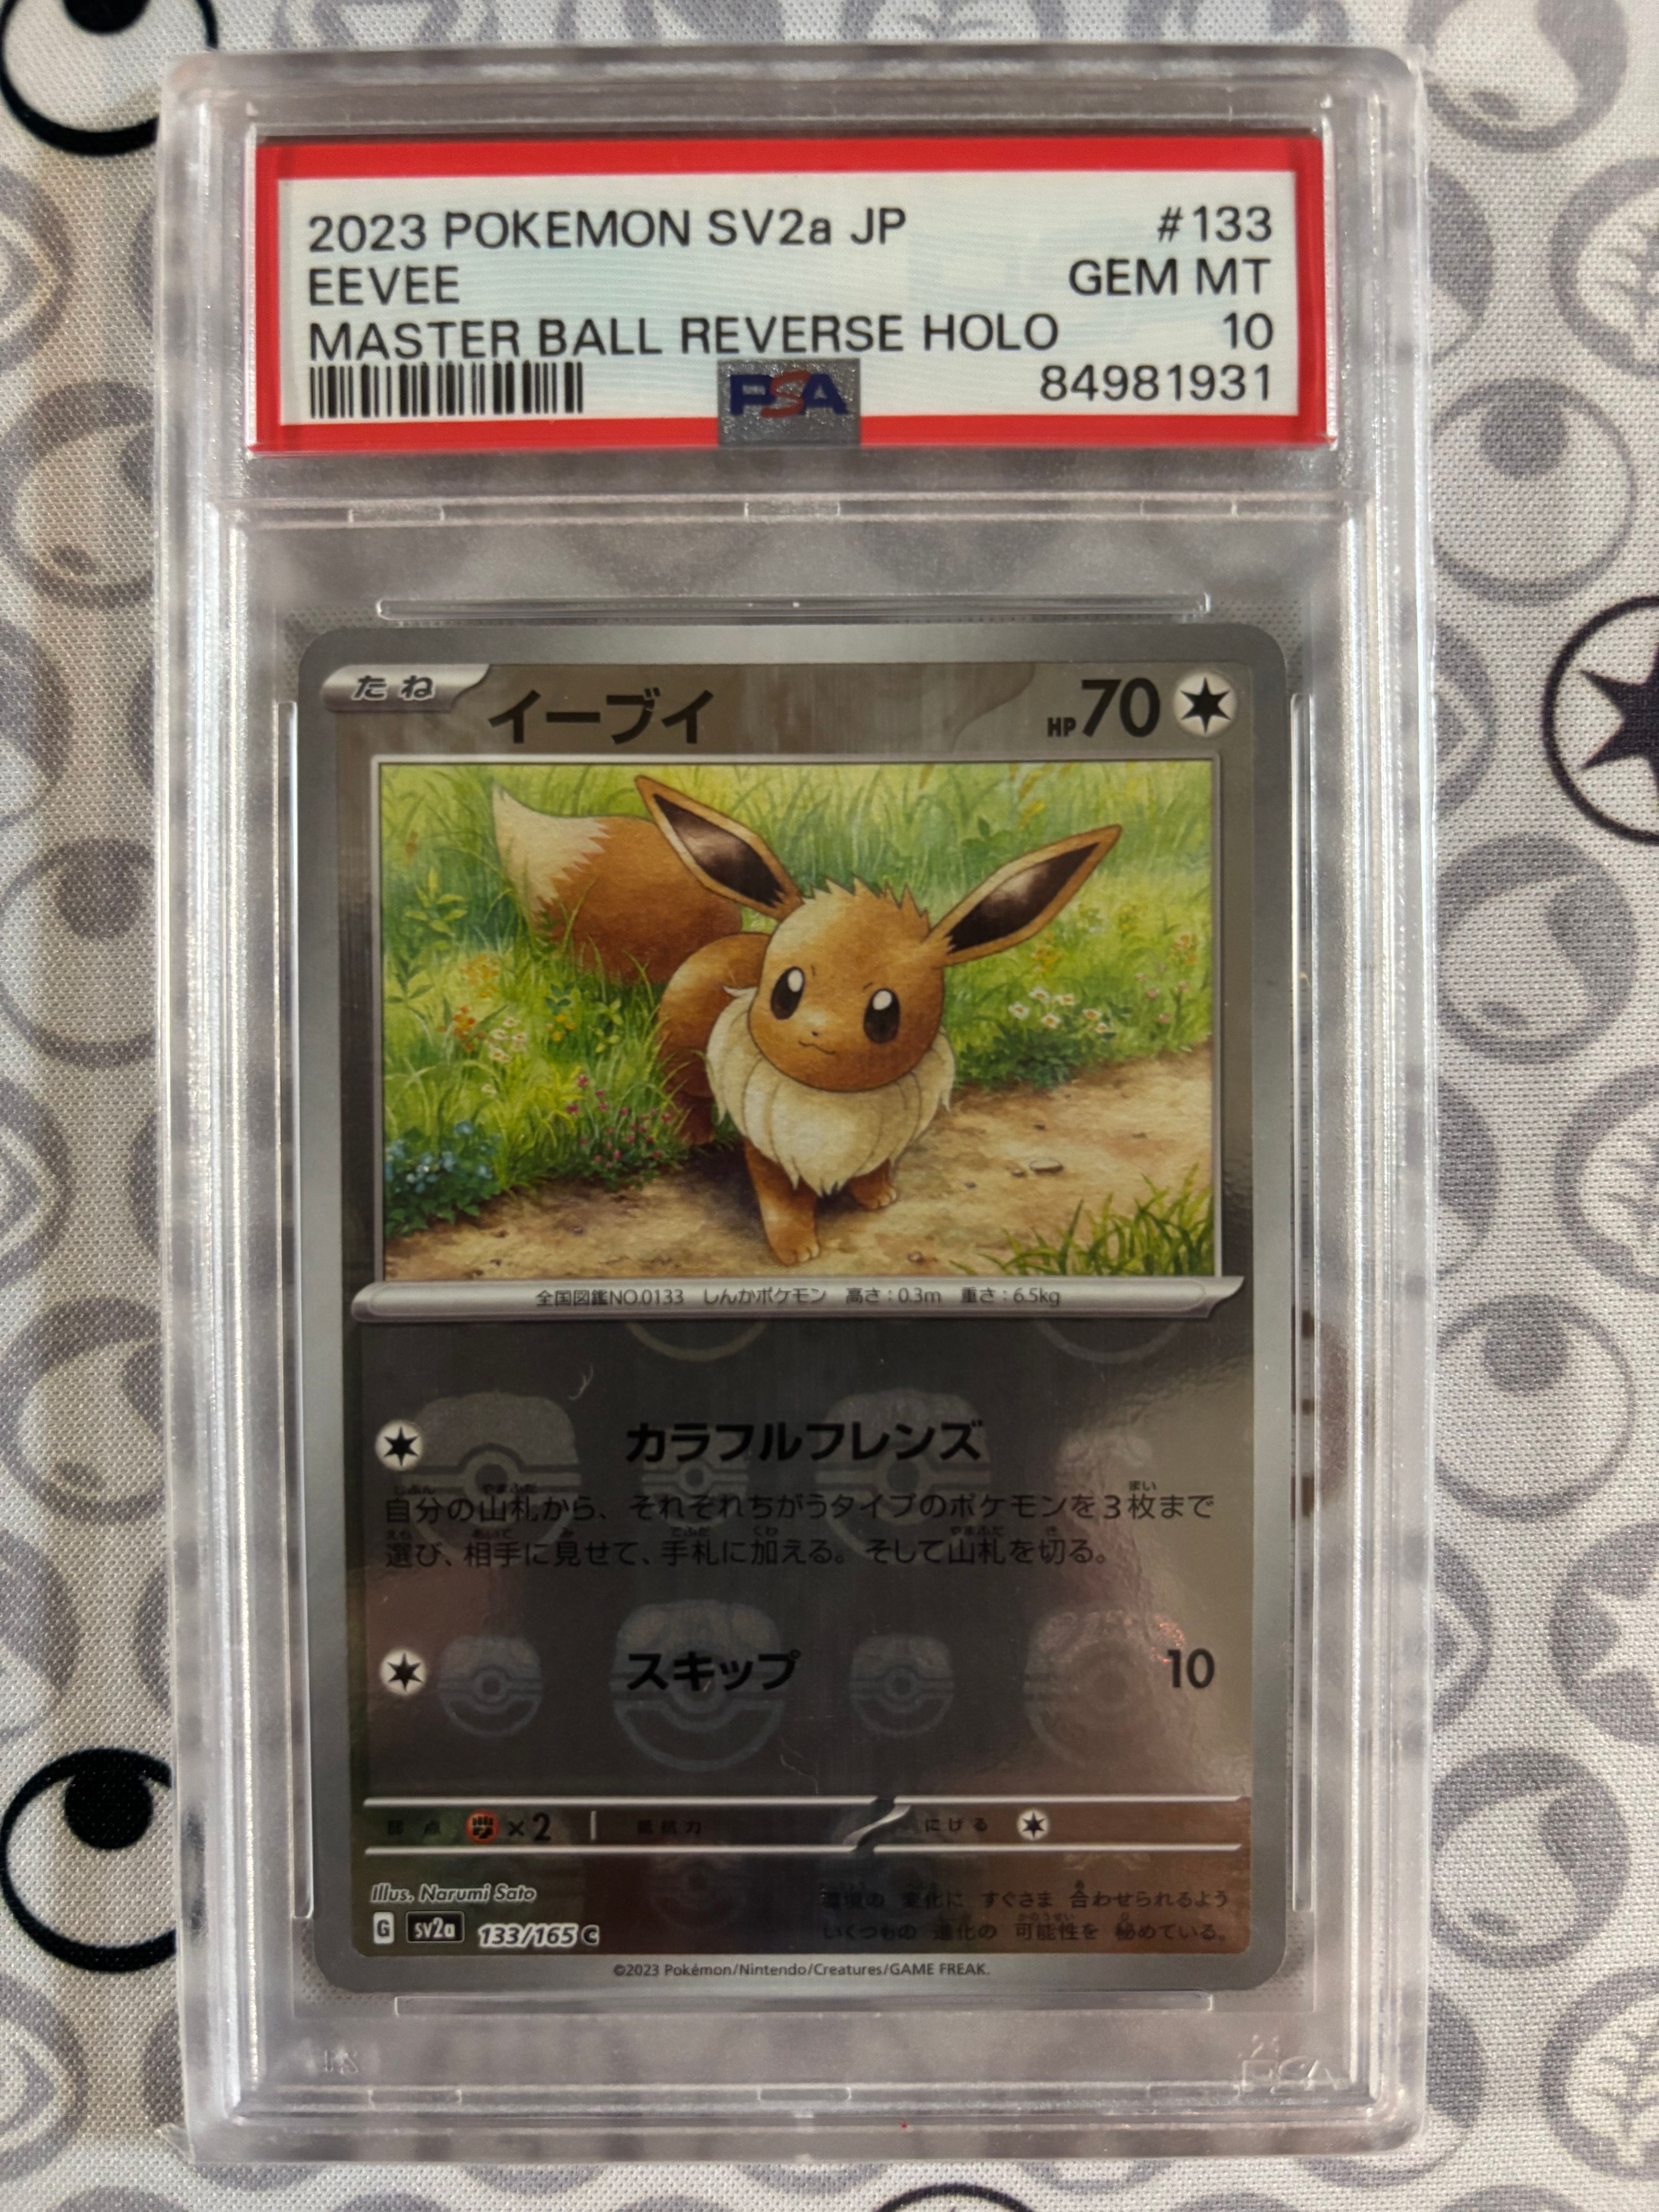 2023 POKEMON SV2a JP #133
EEVEE GEM MT
MASTER BALL REVERSE HOLO 10
PSA 84981931
たね イーブイ HP 70
全国図鑑NO.0133 しんかポケモン 高さ:0.3m 重さ:6.5kg
カラフルフレンズ
自分の山札から、それぞれちがうタイプのポケモンを3枚まで
選び、相手に見せて、手札に加える。そして山札を切る。
スキップ 10
弱点 ×2 抵抗力 にげる
Illus. Narumi Sato
環境の 変化に すぐさま 合わせられるよう
いくつもの 進化の 可能性を 秘めている。
G SV2a 133/165 C
©2023 Pokémon/Nintendo/Creatures/GAME FREAK.
PSA